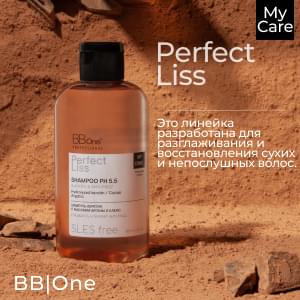 My
Care
Perfect
Liss
Это линейка
разработана для
разглаживания и
восстановления сухих
и непослушных волос.
BB|One
PROFESSIONAL
Perfect
Liss
SHAMPOO PH 5.5
SLES free
BB|One